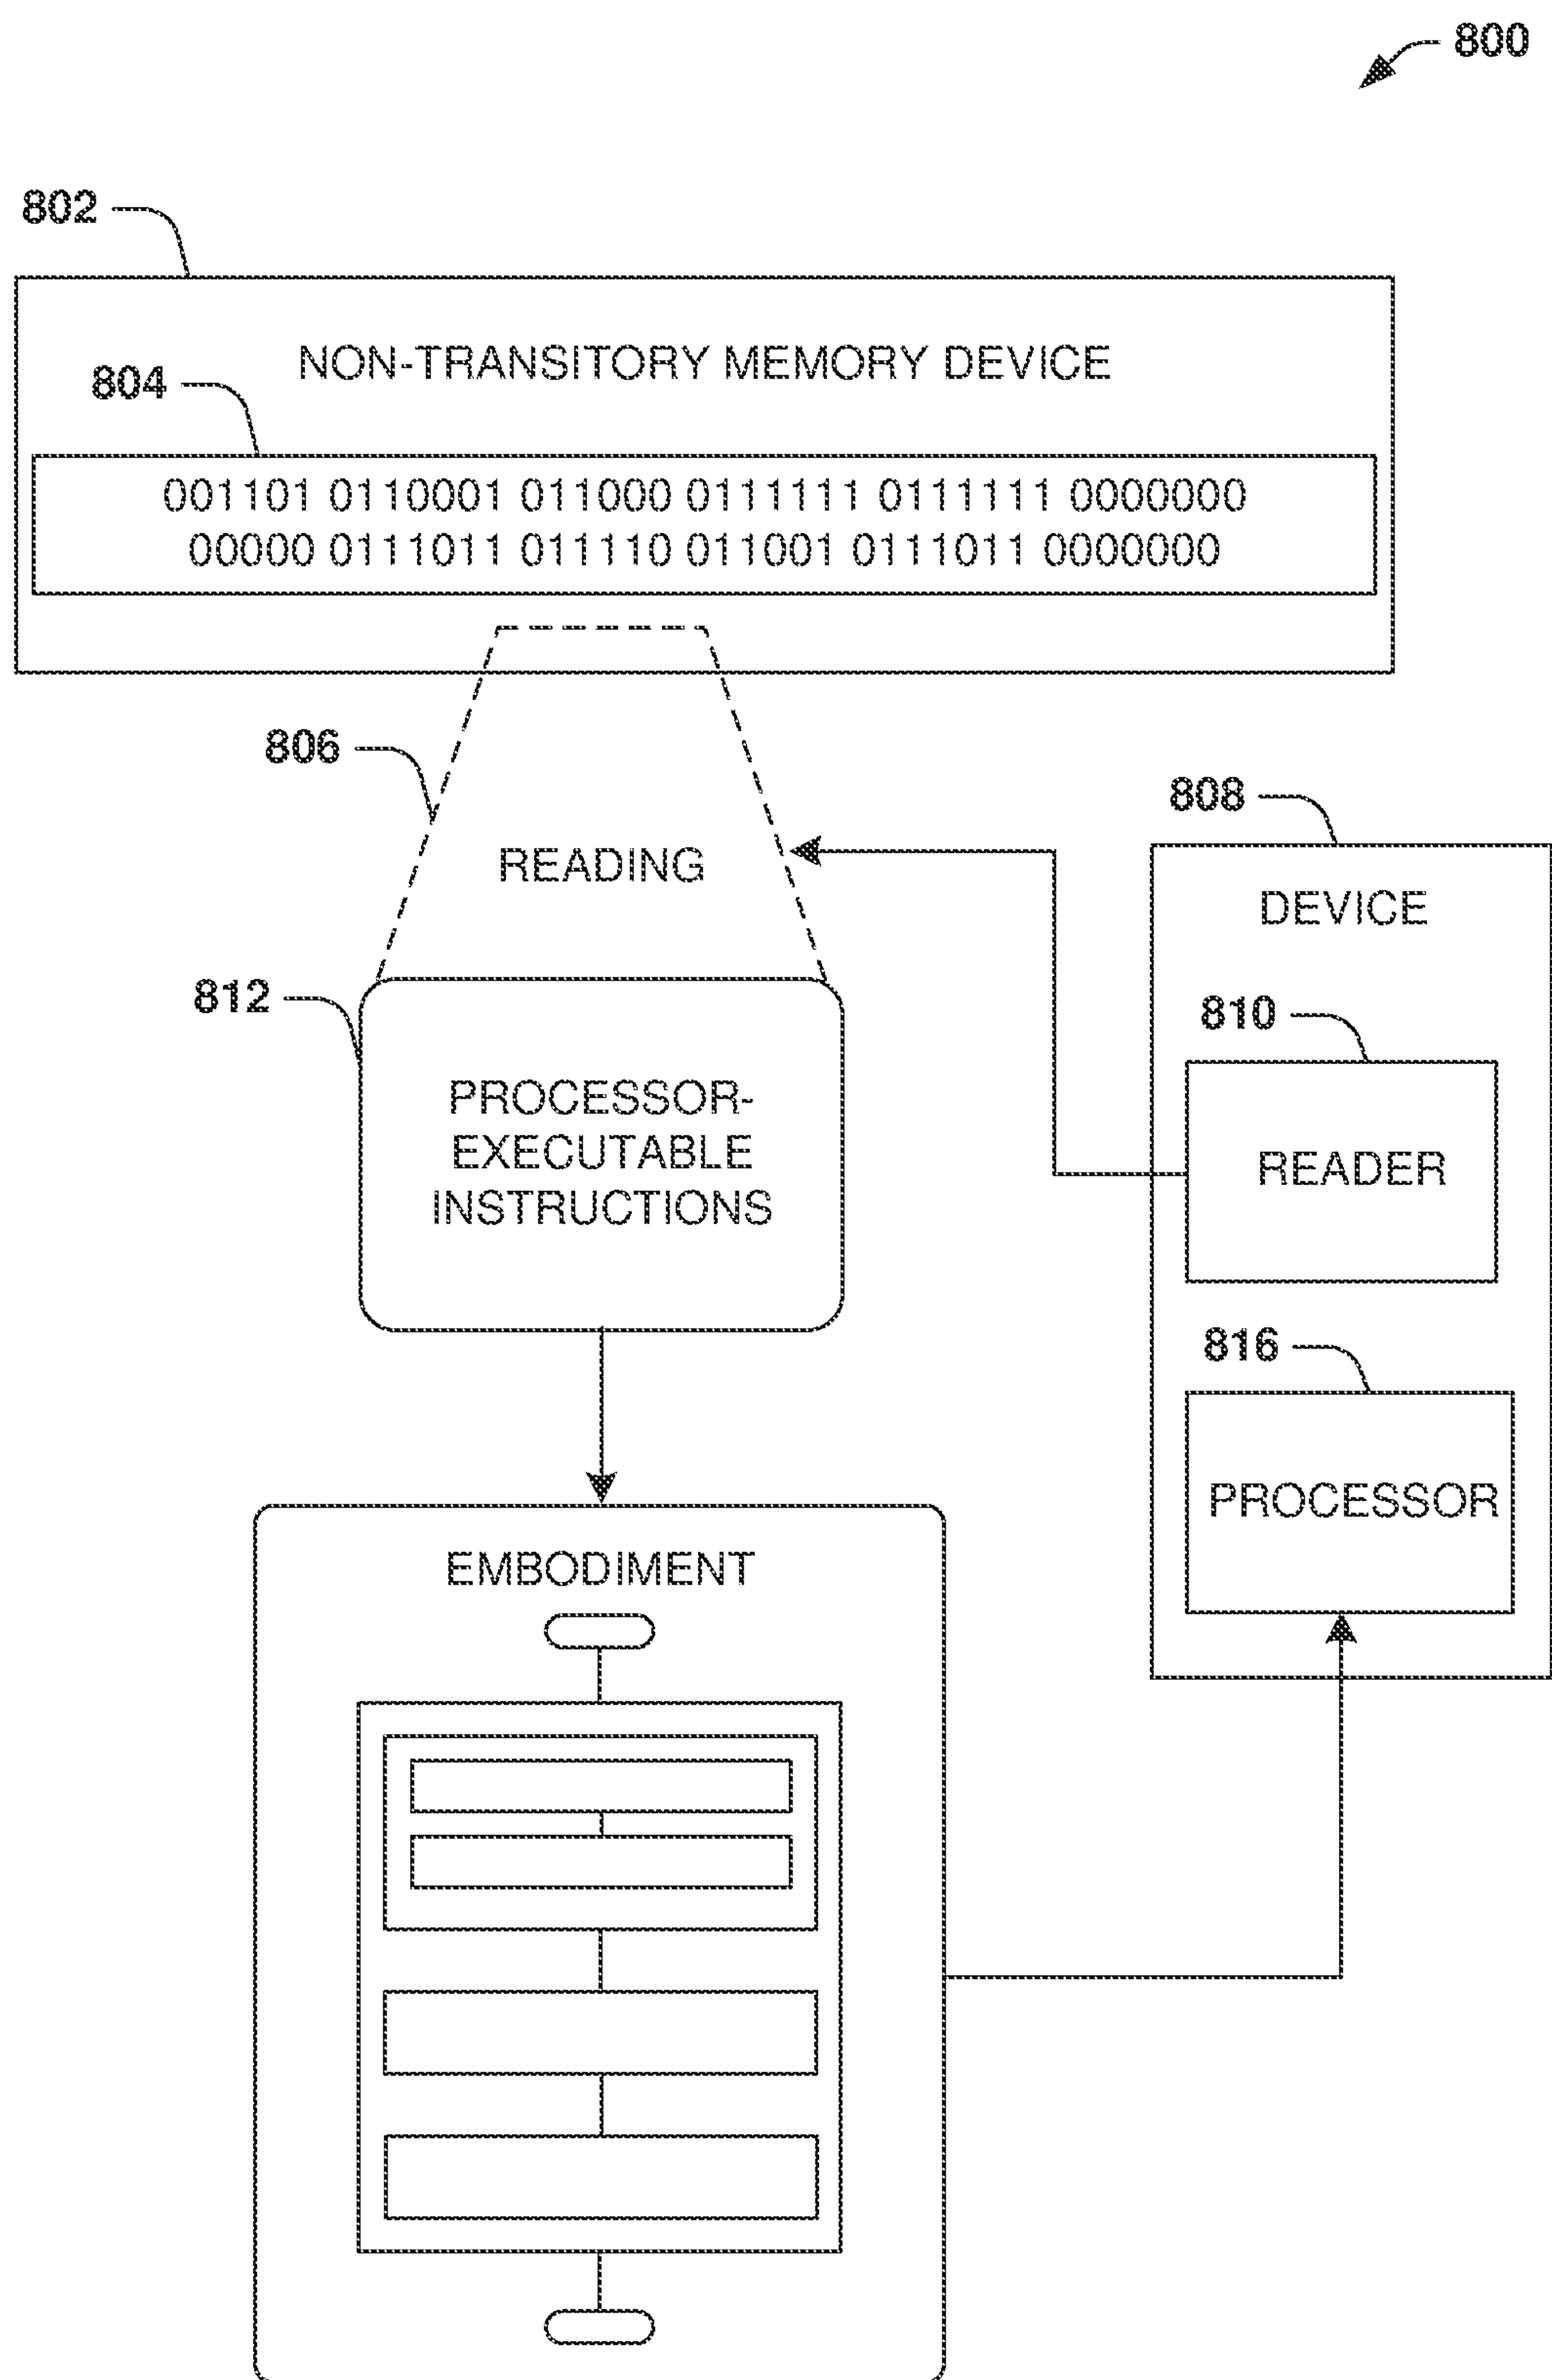 800
802
NON-TRANSITORY MEMORY DEVICE
804
001101 0110001 011000 0111111 0111111 0000000
00000 0111011 011110 011001 0111011 0000000
806
READING
808
DEVICE
812
PROCESSOR-
EXECUTABLE
INSTRUCTIONS
810
READER
816
PROCESSOR
EMBODIMENT